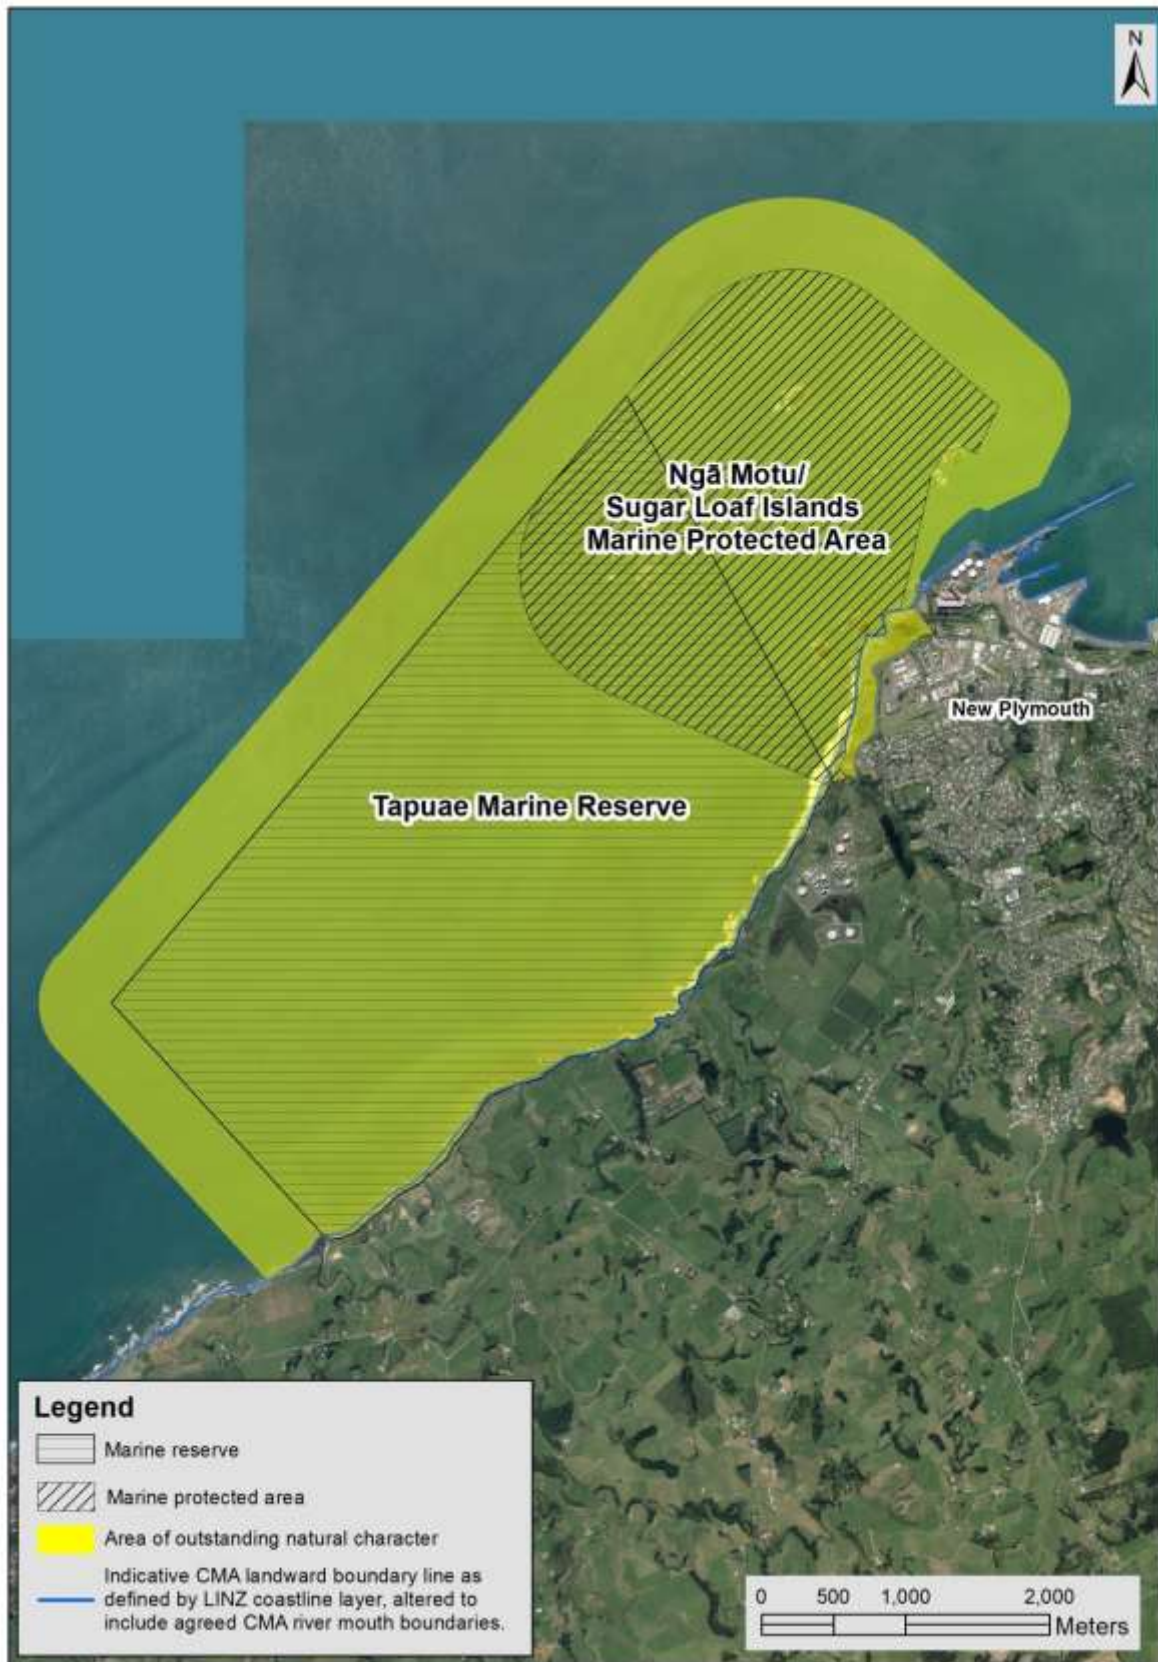 N
Ngā Motu/
Sugar Loaf Islands
Marine Protected Area
New Plymouth
Tapuae Marine Reserve
Legend
Marine reserve
Marine protected area
Area of outstanding natural character
Indicative CMA landward boundary line as
defined by LINZ coastline layer, altered to
include agreed CMA river mouth boundaries.
0 500 1,000 2,000
Meters